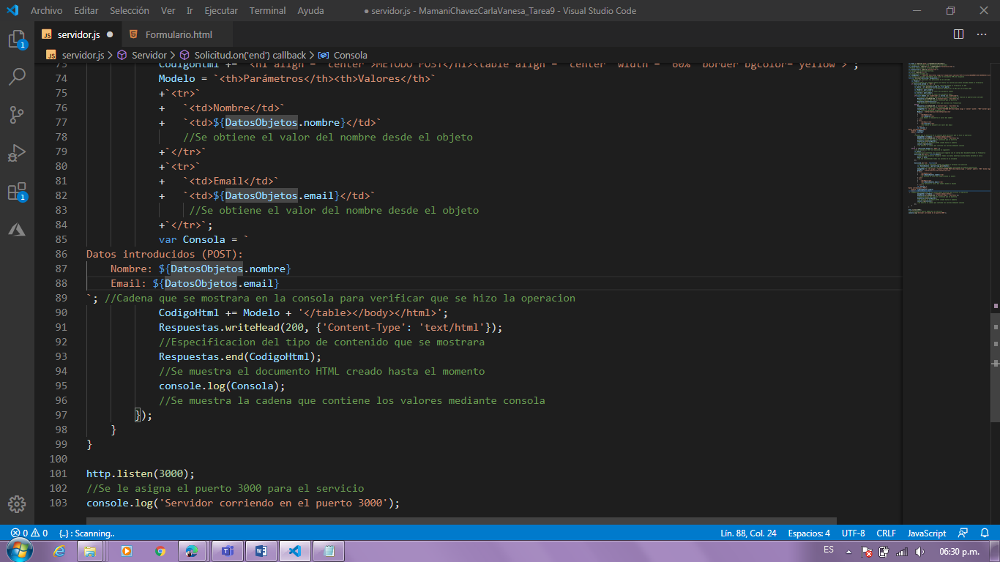 Archivo Editar Selección Ver Ir Ejecutar Terminal Ayuda ● servidor.js - MamaniChavezCarlaVanesa_Tarea9 - Visual Studio Code
JS servidor.js ● Formulario.html
JS servidor.js > Servidor > Solicitud.on('end') callback > Consola
73 CodigoHtml += <h1 align = center >METODO POST</h1><table align = center width = 60% border bgcolor= yellow > ;
74 Modelo = `<th>Parámetros</th><th>Valores</th>`
75 +`<tr>`
76 + `<td>Nombre</td>`
77 + `<td>${DatosObjetos.nombre}</td>`
78 //Se obtiene el valor del nombre desde el objeto
79 +`</tr>`
80 +`<tr>`
81 + `<td>Email</td>`
82 + `<td>${DatosObjetos.email}</td>`
83 //Se obtiene el valor del nombre desde el objeto
84 +`</tr>`;
85 var Consola = `
86 Datos introducidos (POST):
87 Nombre: ${DatosObjetos.nombre}
88 Email: ${DatosObjetos.email}
89 `; //Cadena que se mostrara en la consola para verificar que se hizo la operacion
90 CodigoHtml += Modelo + '</table></body></html>';
91 Respuestas.writeHead(200, {'Content-Type': 'text/html'});
92 //Especificacion del tipo de contenido que se mostrara
93 Respuestas.end(CodigoHtml);
94 //Se muestra el documento HTML creado hasta el momento
95 console.log(Consola);
96 //Se muestra la cadena que contiene los valores mediante consola
97 });
98 }
99 }
100
101 http.listen(3000);
102 //Se le asigna el puerto 3000 para el servicio
103 console.log('Servidor corriendo en el puerto 3000');
0 0 {..} : Scanning.. Lín. 88, Col. 24 Espacios: 4 UTF-8 CRLF JavaScript
ES 06:30 p.m.